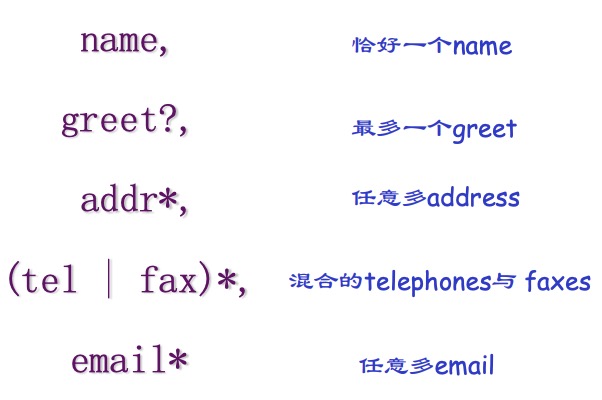 name, 恰好一个name
greet?, 最多一个greet
addr*, 任意多address
(tel | fax)*, 混合的telephones与 faxes
email* 任意多email